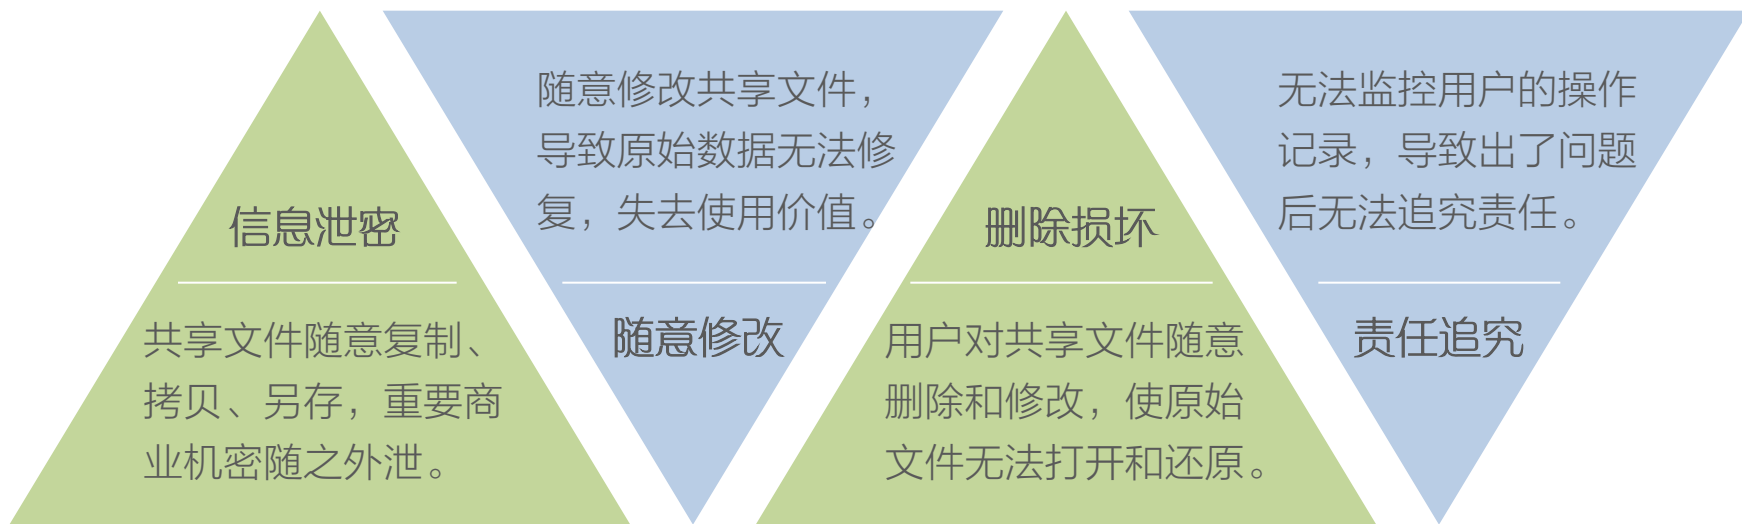 信息泄密
共享文件随意复制、
拷贝、另存，重要商
业机密随之外泄。
随意修改共享文件，
导致原始数据无法修
复，失去使用价值。
随意修改
删除损坏
用户对共享文件随意
删除和修改，使原始
文件无法打开和还原。
无法监控用户的操作
记录，导致出了问题
后无法追究责任。
责任追究